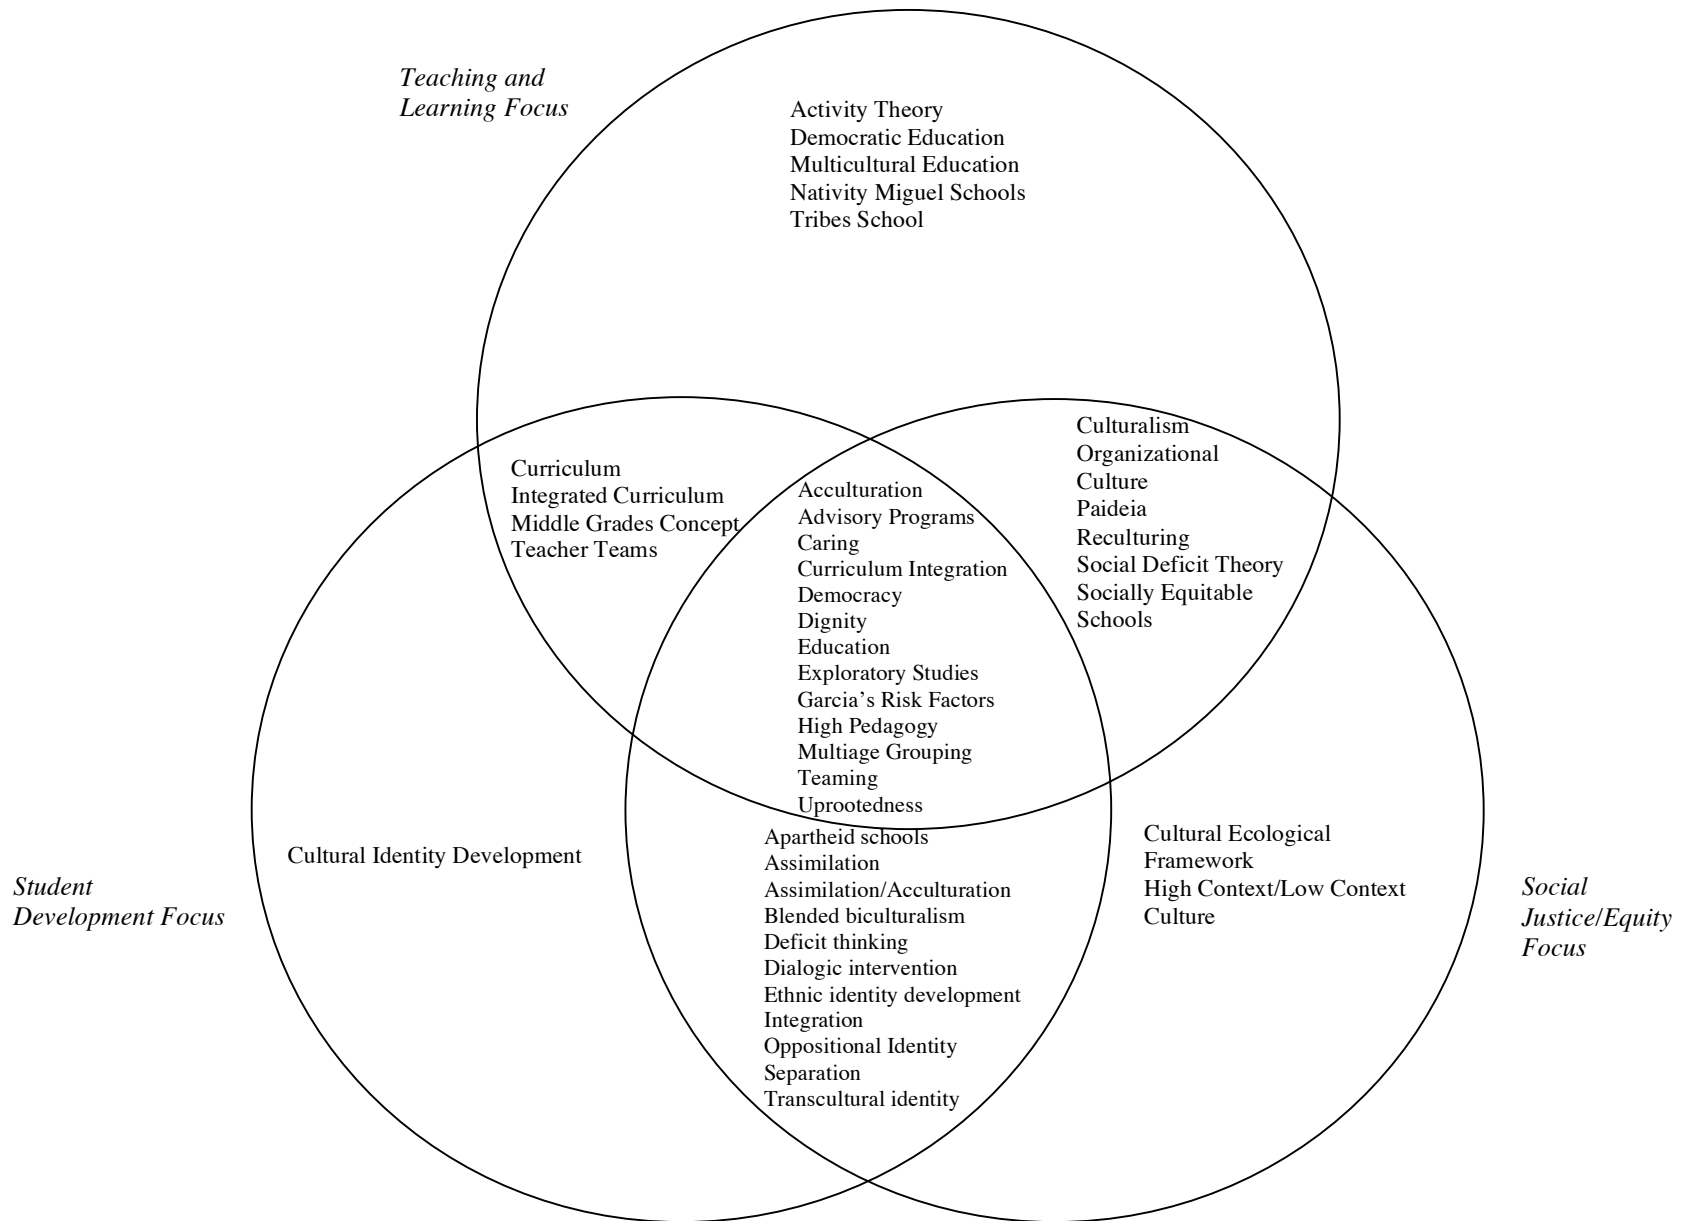 Teaching and
Learning Focus
Activity Theory
Democratic Education
Multicultural Education
Nativity Miguel Schools
Tribes School
Curriculum
Integrated Curriculum
Middle Grades Concept
Teacher Teams
Acculturation
Advisory Programs
Caring
Curriculum Integration
Democracy
Dignity
Education
Exploratory Studies
Garcia’s Risk Factors
High Pedagogy
Multiage Grouping
Teaming
Uprootedness
Culturalism
Organizational
Culture
Paideia
Reculturing
Social Deficit Theory
Socially Equitable
Schools
Student
Development Focus
Cultural Identity Development
Apartheid schools
Assimilation
Assimilation/Acculturation
Blended biculturalism
Deficit thinking
Dialogic intervention
Ethnic identity development
Integration
Oppositional Identity
Separation
Transcultural identity
Cultural Ecological
Framework
High Context/Low Context
Culture
Social
Justice/Equity
Focus